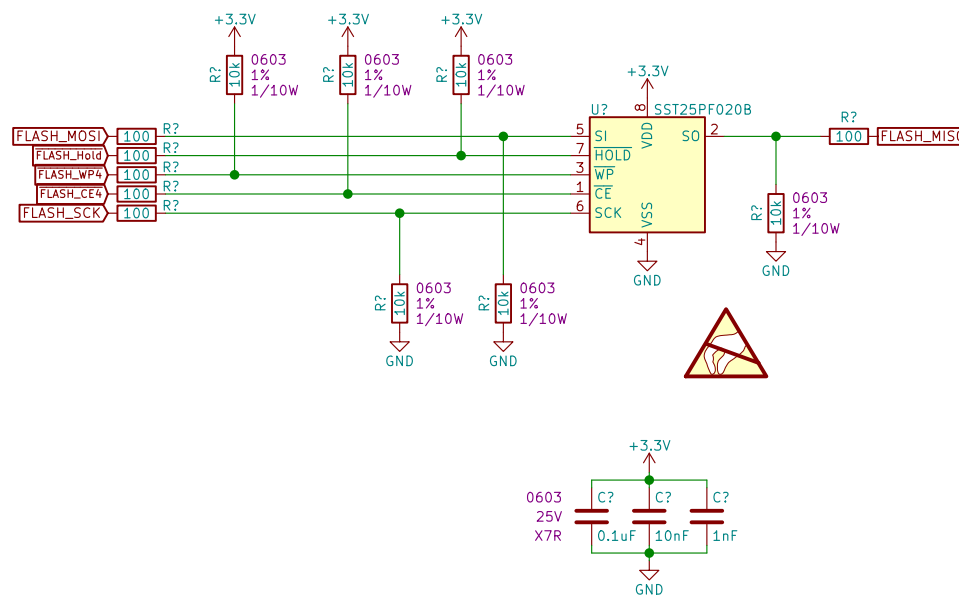 +3.3V
+3.3V
+3.3V
R?
10k
0603
1%
1/10W
R?
10k
0603
1%
1/10W
R?
10k
0603
1%
1/10W
+3.3V
U?
8
SST25PF020B
VDD
FLASH_MOSI
100
R?
5
SI
SO
2
R?
100
FLASH_MISO
FLASH_Hold
100
R?
7
HOLD
FLASH_WP4
100
R?
3
WP
FLASH_CE4
100
R?
1
CE
FLASH_SCK
100
R?
6
SCK
VSS
4
GND
R?
10k
0603
1%
1/10W
GND
R?
10k
0603
1%
1/10W
GND
R?
10k
0603
1%
1/10W
GND
+3.3V
0603
25V
X7R
C?
0.1uF
C?
10nF
C?
1nF
GND